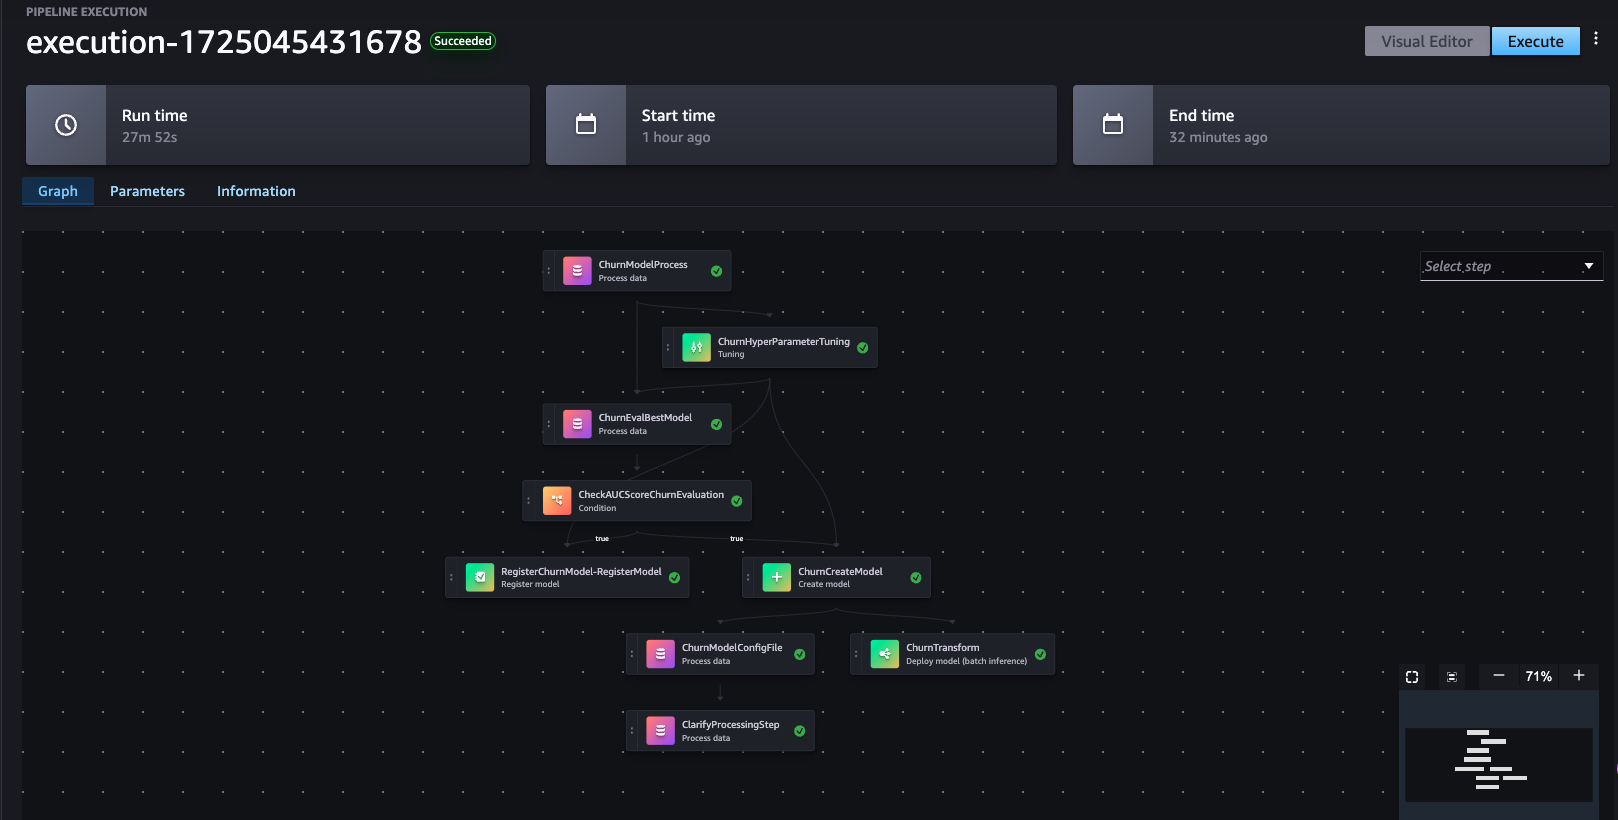 PIPELINE EXECUTION
execution-1725045431678 Succeeded
Visual Editor
Execute
Run time
27m 52s
Start time
1 hour ago
End time
32 minutes ago
Graph
Parameters
Information
Select step
ChurnModelProcess
Process data
ChurnHyperParameterTuning
Tuning
ChurnEvalBestModel
Process data
CheckAUCScoreChurnEvaluation
Condition
true
true
RegisterChurnModel-RegisterModel
Register model
ChurnCreateModel
Create model
ChurnModelConfigFile
Process data
ChurnTransform
Deploy model (batch inference)
71%
ClarifyProcessingStep
Process data